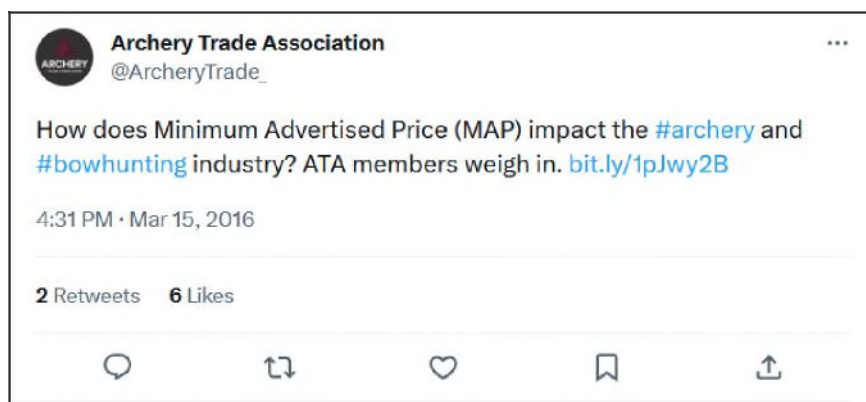 ARCHERY
Archery Trade Association
@ArcheryTrade_
How does Minimum Advertised Price (MAP) impact the #archery and
#bowhunting industry? ATA members weigh in. bit.ly/1pJwy2B
4:31 PM · Mar 15, 2016
2 Retweets 6 Likes